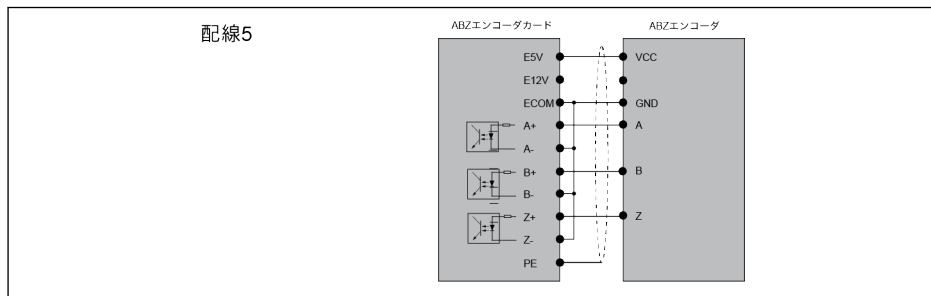 配線5
ABZエンコーダカード
ABZエンコーダ
E5V
VCC
E12V
ECOM
GND
A+
A
A-
B+
B
B-
Z+
Z
Z-
PE